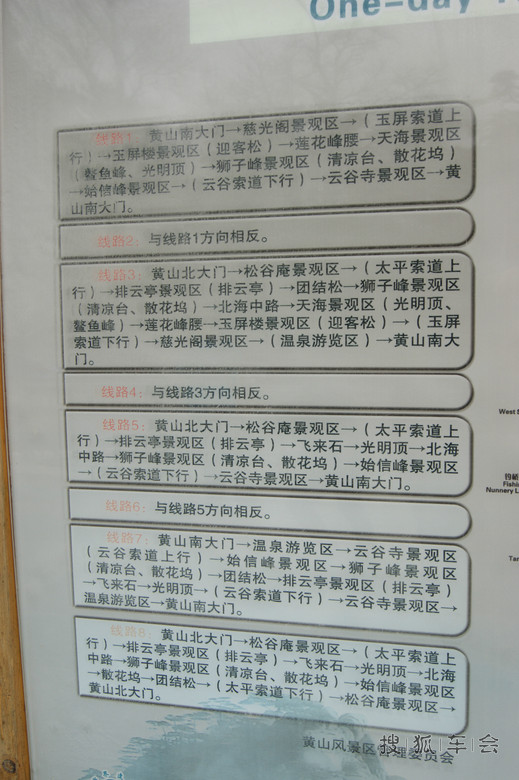 One-day
线路1：黄山南大门→慈光阁景观区→（玉屏索道上
行）→玉屏楼景观区（迎客松）→莲花峰腰→天海景观区
（鳌鱼峰、光明顶）→狮子峰景观区（清凉台、散花坞）
→始信峰景观区→（云谷索道下行）→云谷寺景观区→黄
山南大门。
线路2：与线路1方向相反。
线路3：黄山北大门→松谷庵景观区→（太平索道上
行）→排云亭景观区（排云亭）→团结松→狮子峰景观区
（清凉台、散花坞）→北海中路→天海景观区（光明顶、
鳌鱼峰）→莲花峰腰→玉屏楼景观区（迎客松）→（玉屏
索道下行）→慈光阁景观区→（温泉游览区）→黄山南大
门。
线路4：与线路3方向相反。
线路5：黄山北大门→松谷庵景观区→（太平索道上
行）→排云亭景观区（排云亭）→飞来石→光明顶→北海
中路→狮子峰景观区（清凉台、散花坞）→始信峰景观区
→（云谷索道下行）→云谷寺景观区→黄山南大门。
线路6：与线路5方向相反。
线路7：黄山南大门→温泉游览区→云谷寺景观区
（云谷索道上行）→始信峰景观区→狮子峰景观区
（清凉台、散花坞）→团结松→排云亭景观区（排云亭）
→飞来石→光明顶→（云谷索道下行）→云谷寺景观区→
温泉游览区→黄山南大门。
线路8：黄山北大门→松谷庵景观区→（太平索道上
行）→排云亭景观区（排云亭）→飞来石→光明顶→北海
中路→狮子峰景观区（清凉台、散花坞）→始信峰景观区
→散花坞→团结松→（太平索道下行）→松谷庵景观区→
黄山北大门。
黄山风景区管理委员会
搜狐车会
West
Fishin
Nunnery L
Tan